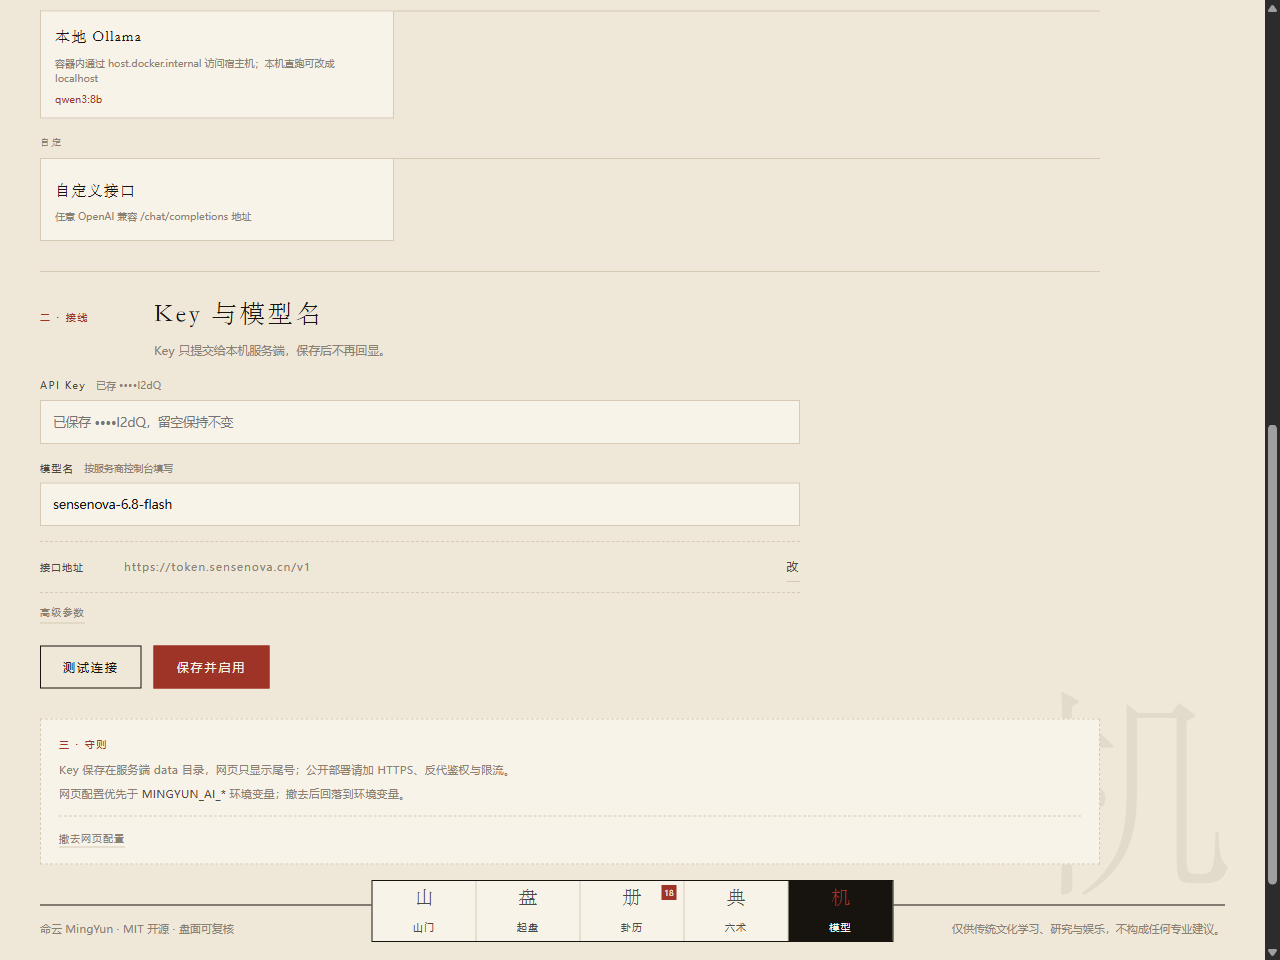 本地 Ollama
容器内通过 host.docker.internal 访问宿主机；本机直跑可改成
localhost
qwen3:8b
自定
自定义接口
任意 OpenAI 兼容 /chat/completions 地址
二 · 接线
Key 与模型名
Key 只提交给本机服务端，保存后不再回显。
API Key 已存 ••••l2dQ
已保存 ••••l2dQ，留空保持不变
模型名 按服务商控制台填写
sensenova-6.8-flash
接口地址 https://token.sensenova.cn/v1 改
高级参数
测试连接 保存并启用
机
三 · 守则
Key 保存在服务端 data 目录，网页只显示尾号；公开部署请加 HTTPS、反代鉴权与限流。
网页配置优先于 MINGYUN_AI_* 环境变量；撤去后回落到环境变量。
撤去网页配置
山 盘 册 18 典 机
山门 起盘 卦历 六术 模型
命云 MingYun · MIT 开源 · 盘面可复核
仅供传统文化学习、研究与娱乐，不构成任何专业建议。